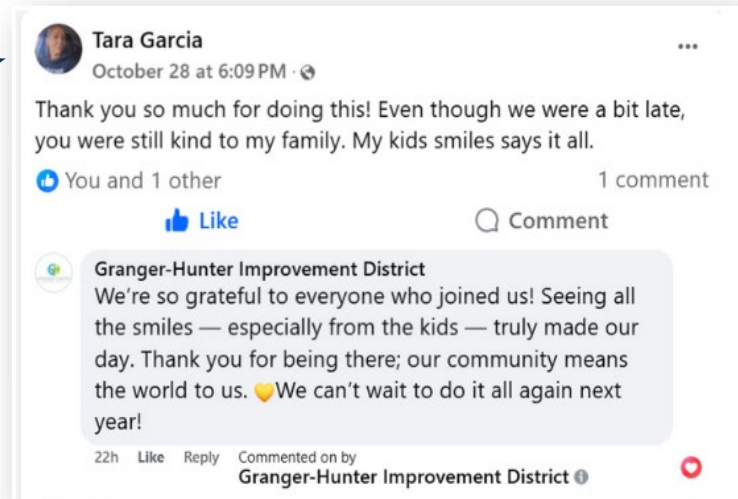 Tara Garcia
October 28 at 6:09 PM ·
Thank you so much for doing this! Even though we were a bit late,
you were still kind to my family. My kids smiles says it all.
You and 1 other
1 comment
Like
Comment
Granger-Hunter Improvement District
We’re so grateful to everyone who joined us! Seeing all
the smiles — especially from the kids — truly made our
day. Thank you for being there; our community means
the world to us. 💛We can’t wait to do it all again next
year!
22h Like Reply Commented on by
Granger-Hunter Improvement District